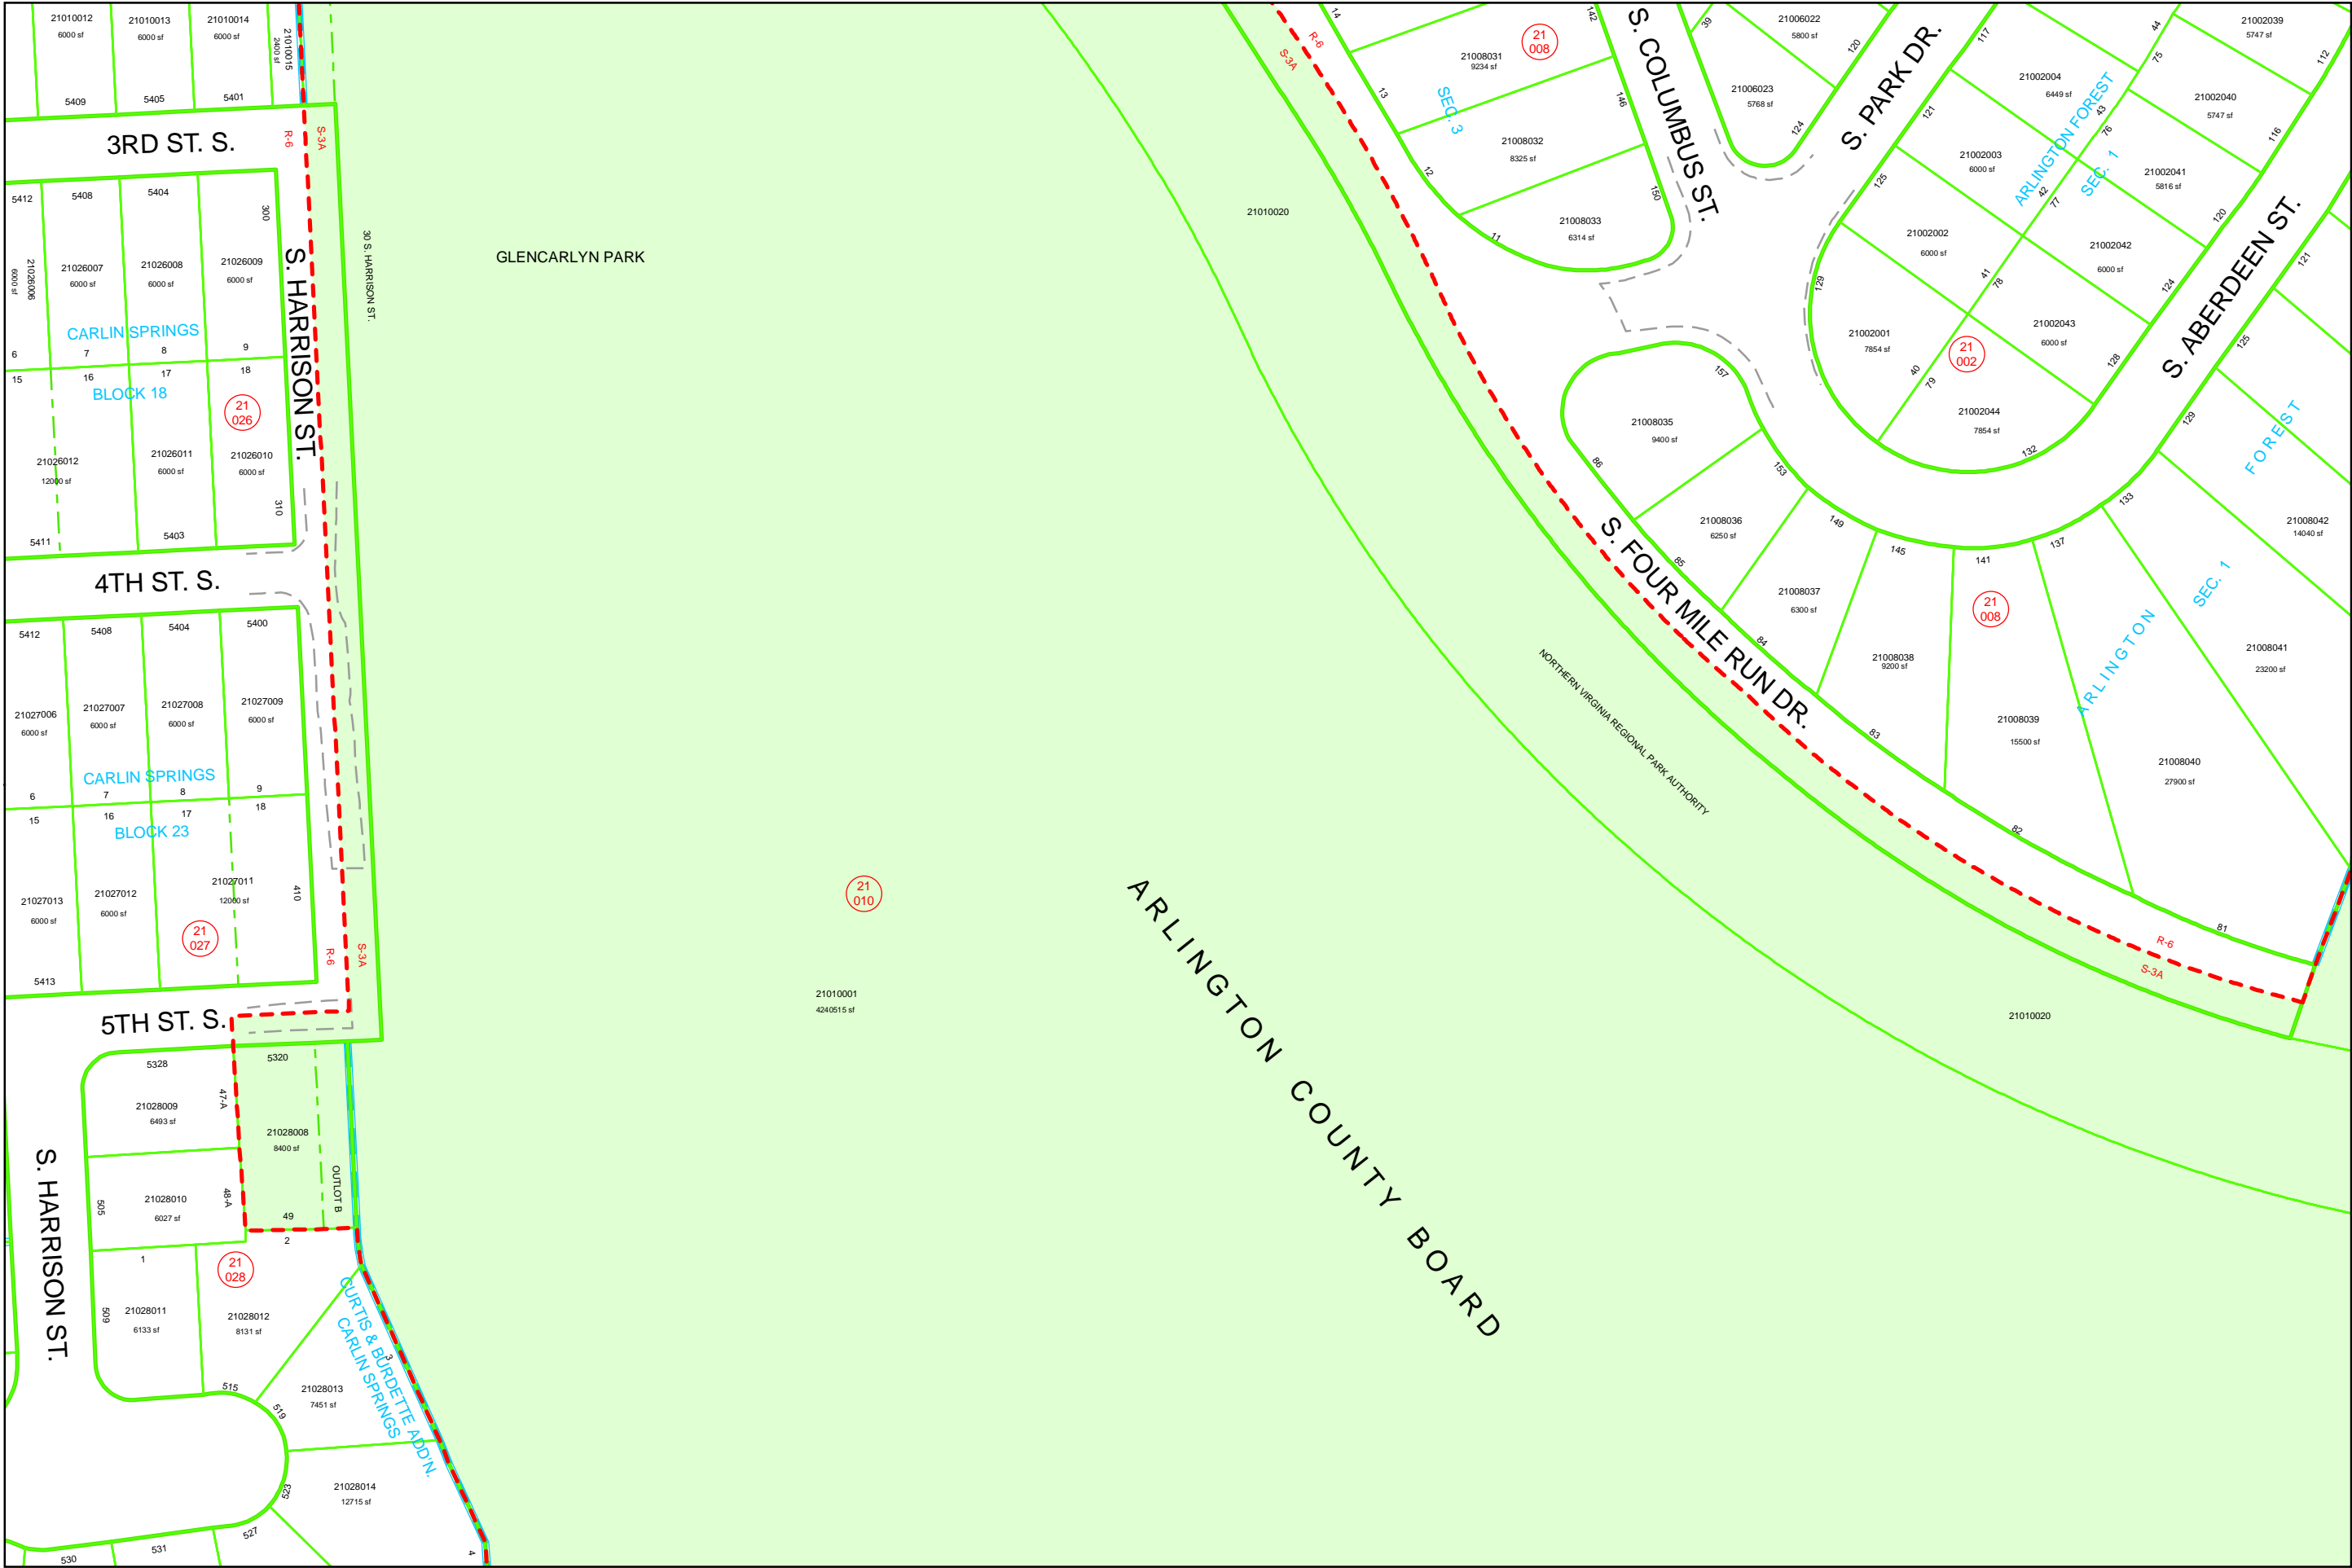 21010012
6000 sf
5409
21010013
6000 sf
5405
21010014
6000 sf
5401
21010015
2400 sf
3RD ST. S.
R-6
S-3A
5412
5408
5404
300
21026006
6000 sf
21026007
6000 sf
21026008
6000 sf
21026009
6000 sf
CARLIN SPRINGS
6
7
8
9
15
16
17
18
BLOCK 18
21
026
21026012
12000 sf
21026011
6000 sf
21026010
6000 sf
310
5411
5403
S. HARRISON ST.
30 S. HARRISON ST.
GLENCARLYN PARK
4TH ST. S.
5412
5408
5404
5400
21027006
6000 sf
21027007
6000 sf
21027008
6000 sf
21027009
6000 sf
CARLIN SPRINGS
6
7
8
9
15
16
17
18
BLOCK 23
21027013
6000 sf
21027012
6000 sf
21027011
12000 sf
410
21
027
5413
R-6
S-3A
5TH ST. S.
5328
5320
47-A
21028009
6493 sf
21028008
8400 sf
OUTLOT B
21028010
6027 sf
48-A
505
49
2
1
21
028
S. HARRISON ST.
509
21028011
6133 sf
21028012
8131 sf
CURTIS & BURDETTE ADD'N.
CARLIN SPRINGS
3
515
519
21028013
7451 sf
523
21028014
12715 sf
527
531
530
4
21
010
21010001
4240515 sf
ARLINGTON COUNTY BOARD
21010020
NORTHERN VIRGINIA REGIONAL PARK AUTHORITY
21010020
R-6
S-3A
14
13
12
11
SEC. 3
21008031
9234 sf
21
008
142
146
150
21008032
8325 sf
21008033
6314 sf
S. COLUMBUS ST.
39
21006022
5800 sf
120
21006023
5768 sf
124
S. PARK DR.
117
121
125
129
21002004
6449 sf
21002003
6000 sf
21002002
6000 sf
21002001
7854 sf
ARLINGTON FOREST
SEC. 1
44
75
43
76
42
77
41
78
40
79
21002039
5747 sf
112
21002040
5747 sf
116
21002041
5816 sf
120
21002042
6000 sf
124
21002043
6000 sf
128
21
002
21002044
7854 sf
132
S. ABERDEEN ST.
121
125
129
133
137
141
145
149
153
157
21008035
9400 sf
86
21008036
6250 sf
85
21008037
6300 sf
84
21008038
9200 sf
83
21
008
21008039
15500 sf
82
21008040
27900 sf
81
21008041
23200 sf
21008042
14040 sf
ARLINGTON
FOREST
SEC. 1
S. FOUR MILE RUN DR.
R-6
S-3A